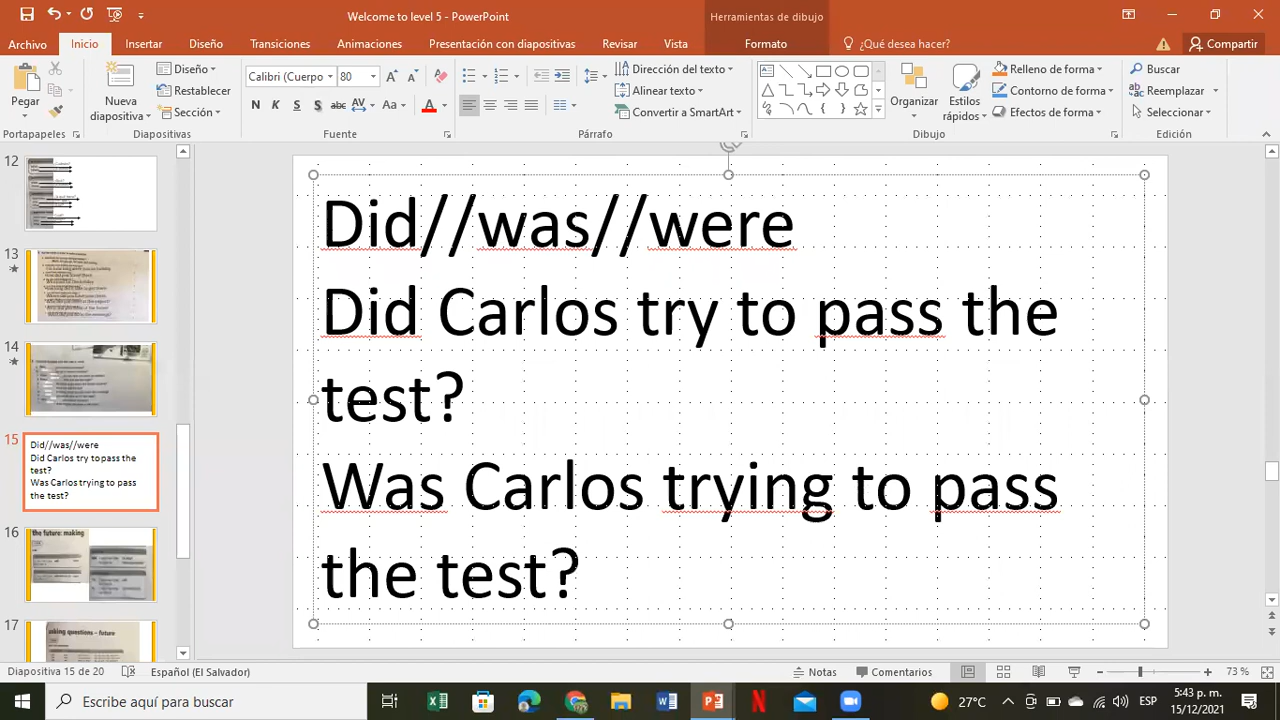 Welcome to level 5 - PowerPoint
Herramientas de dibujo
Archivo Inicio Insertar Diseño Transiciones Animaciones Presentación con diapositivas Revisar Vista Formato ¿Qué desea hacer? Compartir
Pegar
Nueva diapositiva
Diseño
Restablecer
Sección
Calibri (Cuerpo 80
N K S S abc AV Aa A
Dirección del texto
Alinear texto
Convertir a SmartArt
Organizar
Estilos rápidos
Relleno de forma
Contorno de forma
Efectos de forma
Buscar
Reemplazar
Seleccionar
Portapapeles Diapositivas Fuente Párrafo Dibujo Edición
12
13
14
15
Did//was//were
Did Carlos try to pass the
test?
Was Carlos trying to pass
the test?
16
the future: making
17
asking questions - future
Did//was//were
Did Carlos try to pass the
test?
Was Carlos trying to pass
the test?
Diapositiva 15 de 20 Español (El Salvador) Notas Comentarios 73 %
Escribe aquí para buscar 27°C ESP 5:43 p. m.
15/12/2021